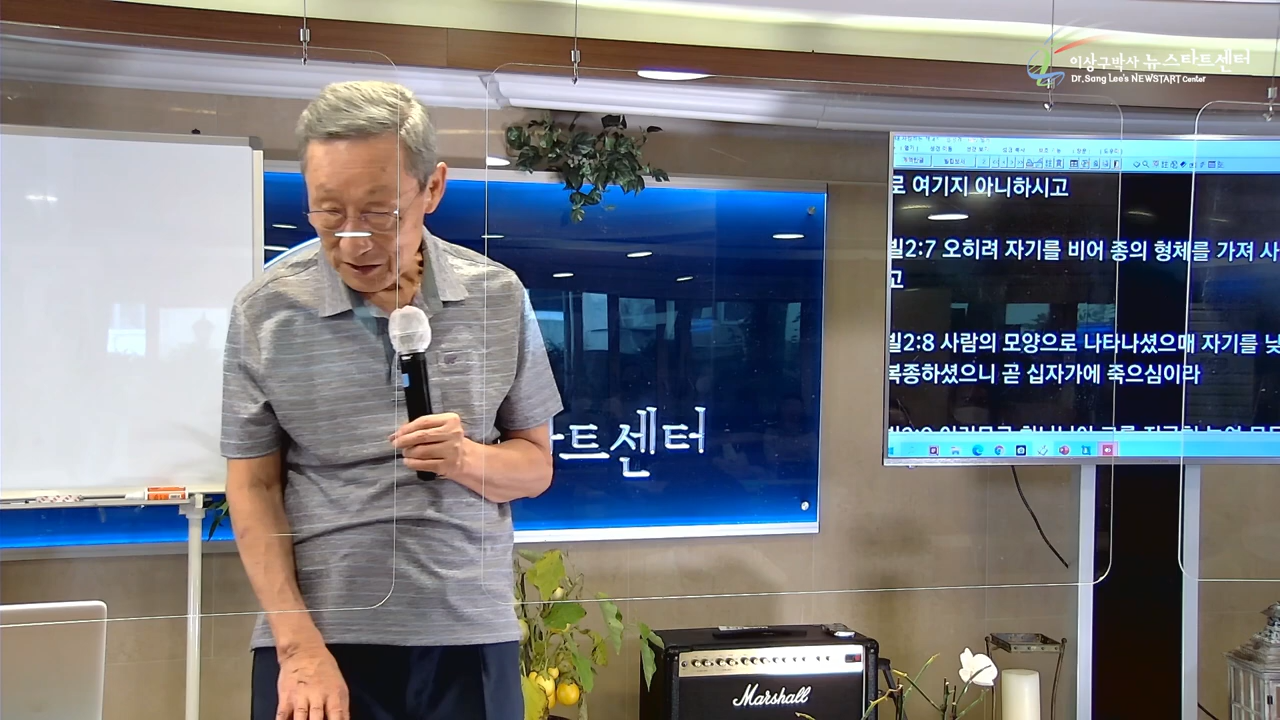 이상구박사 뉴스타트센터
Dr. Sang Lee's NEWSTART Center
로 여기지 아니하시고
빌2:7 오히려 자기를 비어 종의 형체를 가져 사
고
빌2:8 사람의 모양으로 나타나셨으매 자기를 낮
복종하셨으니 곧 십자가에 죽으심이라
타트센터
Marshall